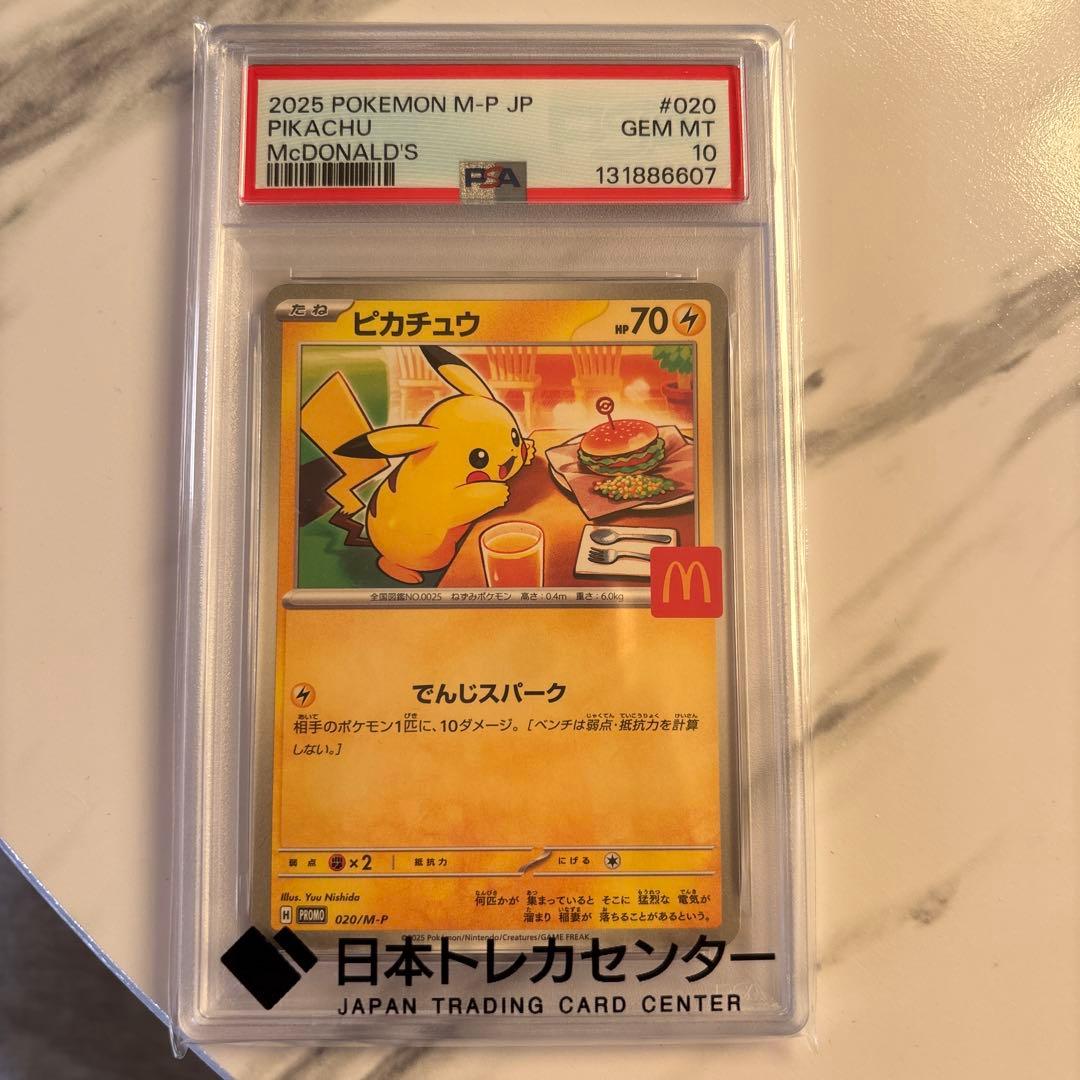 2025 POKEMON M-P JP #020
PIKACHU GEM MT
McDONALD'S 10
PSA 131886607
たね ピカチュウ HP70
全国図鑑NO.0025 ねずみポケモン 高さ:0.4m 重さ:6.0kg
でんじスパーク
相手のポケモン1匹に、10ダメージ。[ベンチは弱点・抵抗力を計算
しない。]
弱点 ×2 抵抗力 にげる
Illus. Yuu Nishida
何匹かが 集まっていると そこに 猛烈な 電気が
溜まり 稲妻が 落ちることがあるという。
H PROMO 020/M-P
©2025 Pokémon/Nintendo/Creatures/GAME FREAK
日本トレカセンター
JAPAN TRADING CARD CENTER